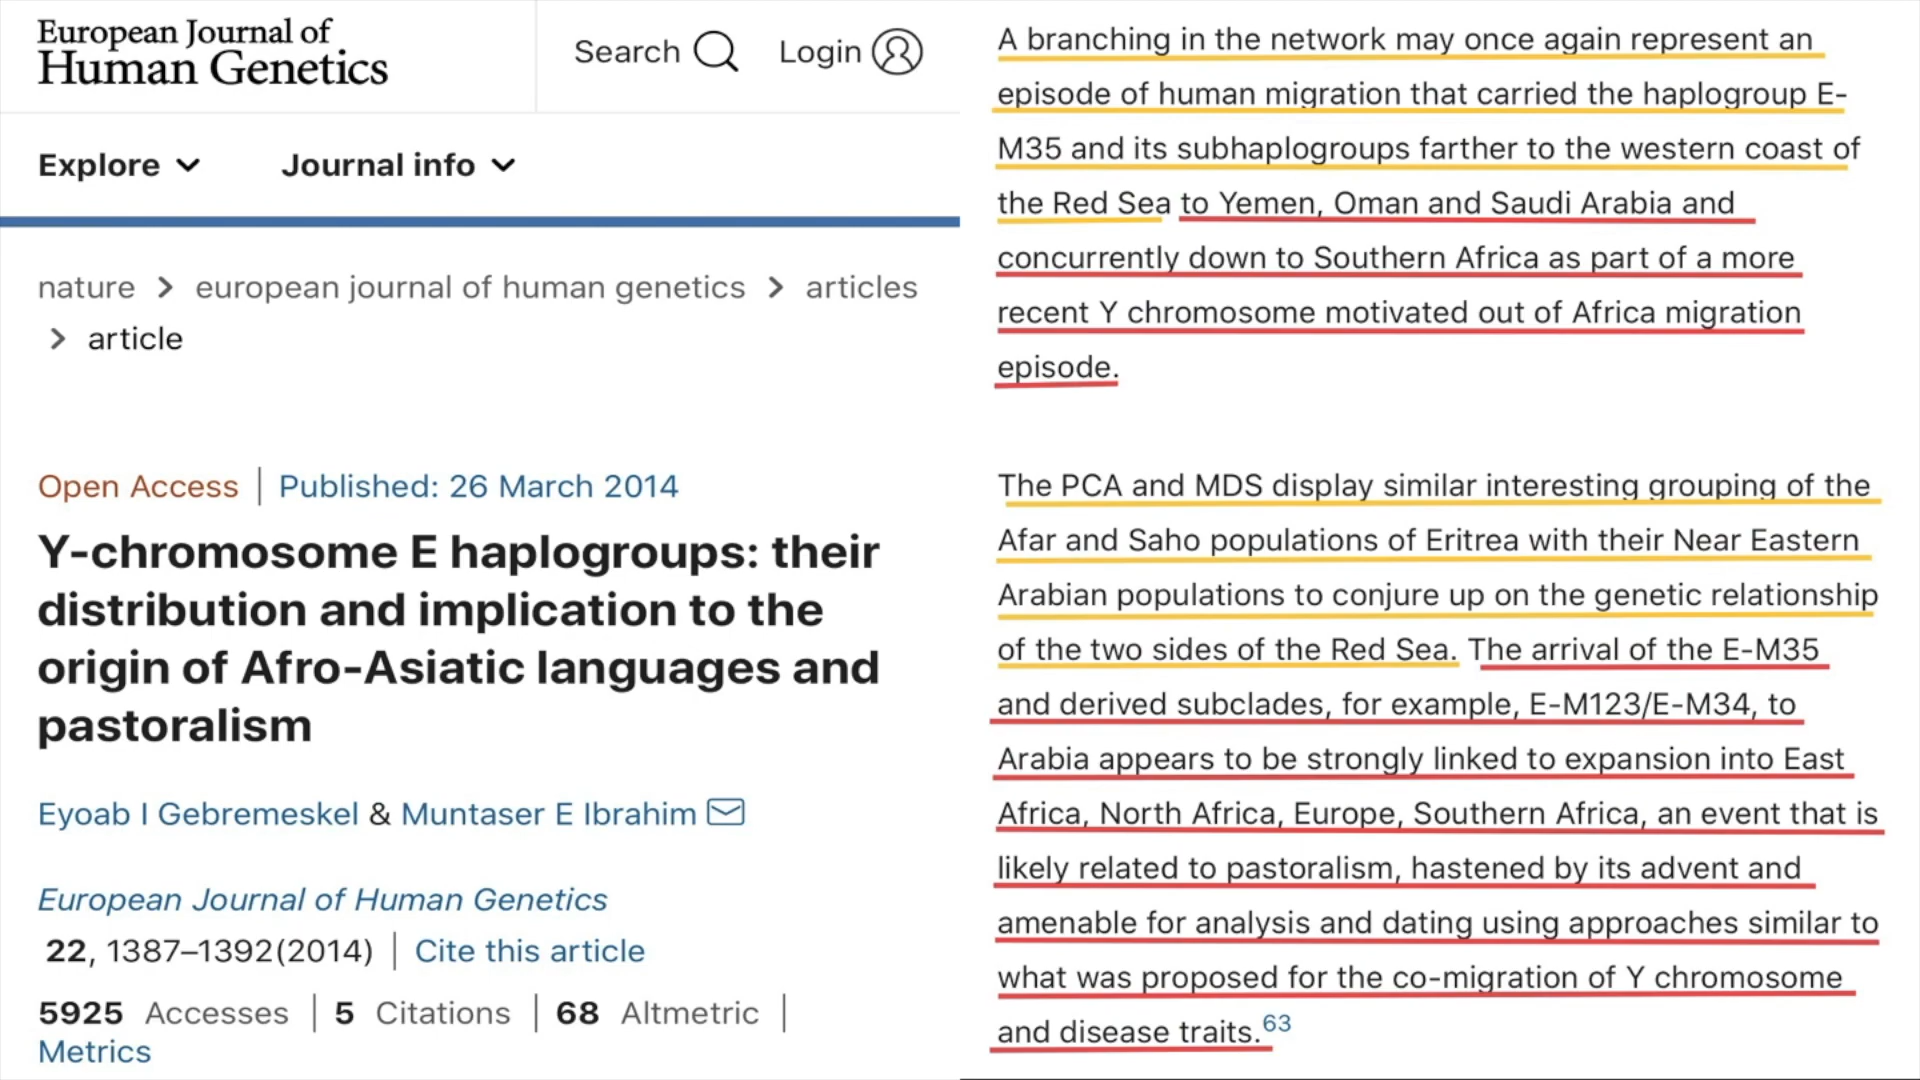 European Journal of
Human Genetics
Search
Login
Explore
Journal info
nature > european journal of human genetics > articles
> article
Open Access | Published: 26 March 2014
Y-chromosome E haplogroups: their
distribution and implication to the
origin of Afro-Asiatic languages and
pastoralism
Eyoab I Gebremeskel & Muntaser E Ibrahim
European Journal of Human Genetics
22, 1387–1392(2014) | Cite this article
5925 Accesses | 5 Citations | 68 Altmetric |
Metrics
A branching in the network may once again represent an
episode of human migration that carried the haplogroup E-
M35 and its subhaplogroups farther to the western coast of
the Red Sea to Yemen, Oman and Saudi Arabia and
concurrently down to Southern Africa as part of a more
recent Y chromosome motivated out of Africa migration
episode.
The PCA and MDS display similar interesting grouping of the
Afar and Saho populations of Eritrea with their Near Eastern
Arabian populations to conjure up on the genetic relationship
of the two sides of the Red Sea. The arrival of the E-M35
and derived subclades, for example, E-M123/E-M34, to
Arabia appears to be strongly linked to expansion into East
Africa, North Africa, Europe, Southern Africa, an event that is
likely related to pastoralism, hastened by its advent and
amenable for analysis and dating using approaches similar to
what was proposed for the co-migration of Y chromosome
and disease traits.63